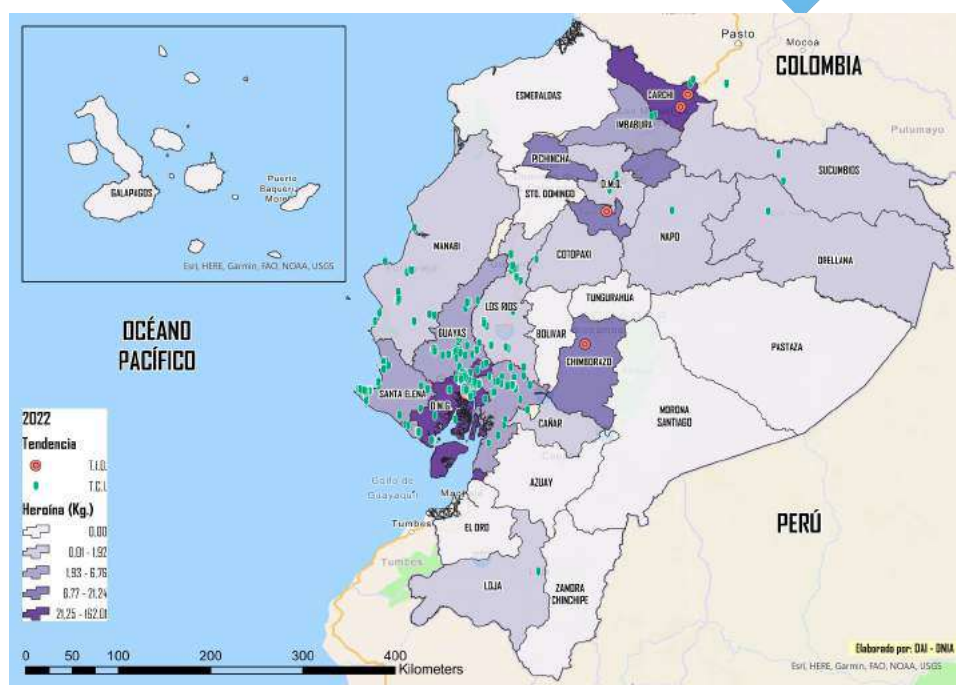 Pasto
Mocoa
COLOMBIA
ESMERALDAS
CARCHI
IMBABURA
Putumayo
PICHINCHA
SUCUMBIOS
D.M.Q.
STO. DOMINGO
Puerto
Baquerizo
GALAPAGOS
NAPO
MANABI
COTOPAXI
ORELLANA
Esri, HERE, Garmin, FAO, NOAA, USGS
LOS RIOS
TUNGURAHUA
OCÉANO
PACÍFICO
GUAYAS
BOLIVAR
PASTAZA
CHIMBORAZO
SANTA ELENA
D.M.G.
MORONA
SANTIAGO
CAÑAR
2022
Tendencia
T.I.D.
T.C.I.
Heroína (Kg.)
0,00
0,01 - 1,92
1,93 - 6,76
6,77 - 21,24
21,25 - 162,01
Golfo de
Guayaquil
AZUAY
Tumbes
EL ORO
PERÚ
Tumbes
LOJA
ZAMORA
CHINCHIPE
Elaborado por: DAI - DNIA
0 50 100 200 300 400
Kilometers
Esri, HERE, Garmin, FAO, NOAA, USGS